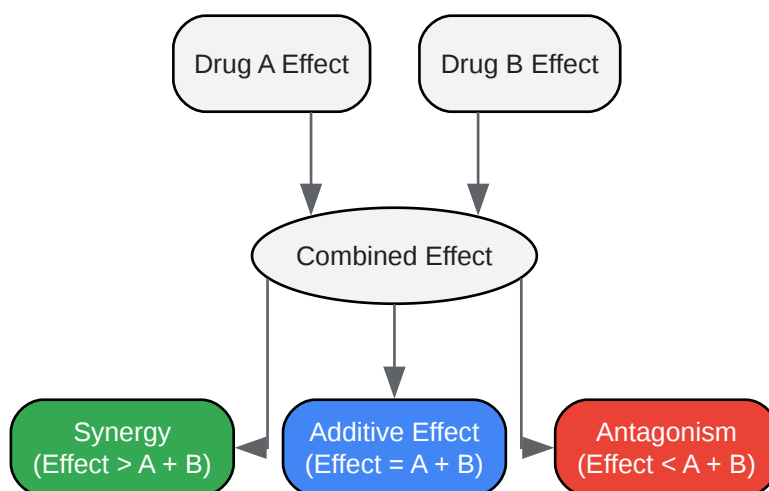 Drug A Effect
Drug B Effect
Combined Effect
Synergy
(Effect > A + B)
Additive Effect
(Effect = A + B)
Antagonism
(Effect < A + B)